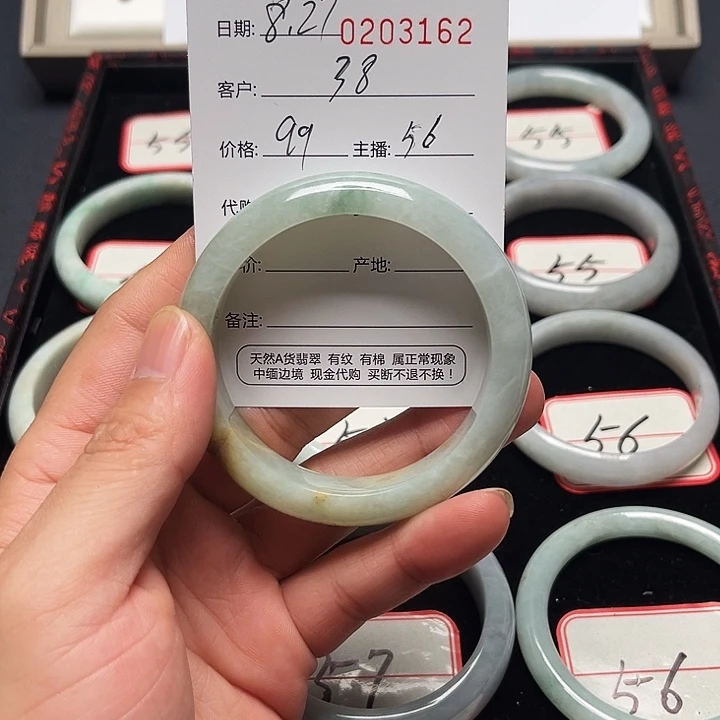 日期: 8.27 0203162
客户: 38
价格: 99 主播: 56
代购
价: 产地:
备注:
天然A货翡翠 有纹 有棉 属正常现象
中缅边境 现金代购 买断不退不换！
55
55
56
57
56